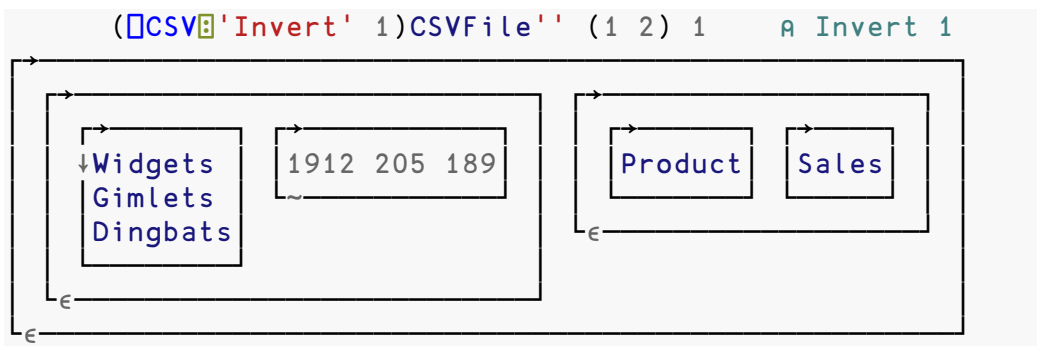 (⎕CSV⍠'Invert' 1)CSVFile'' (1 2) 1 ⍝ Invert 1
Widgets 1912 205 189 Product Sales
Gimlets
Dingbats